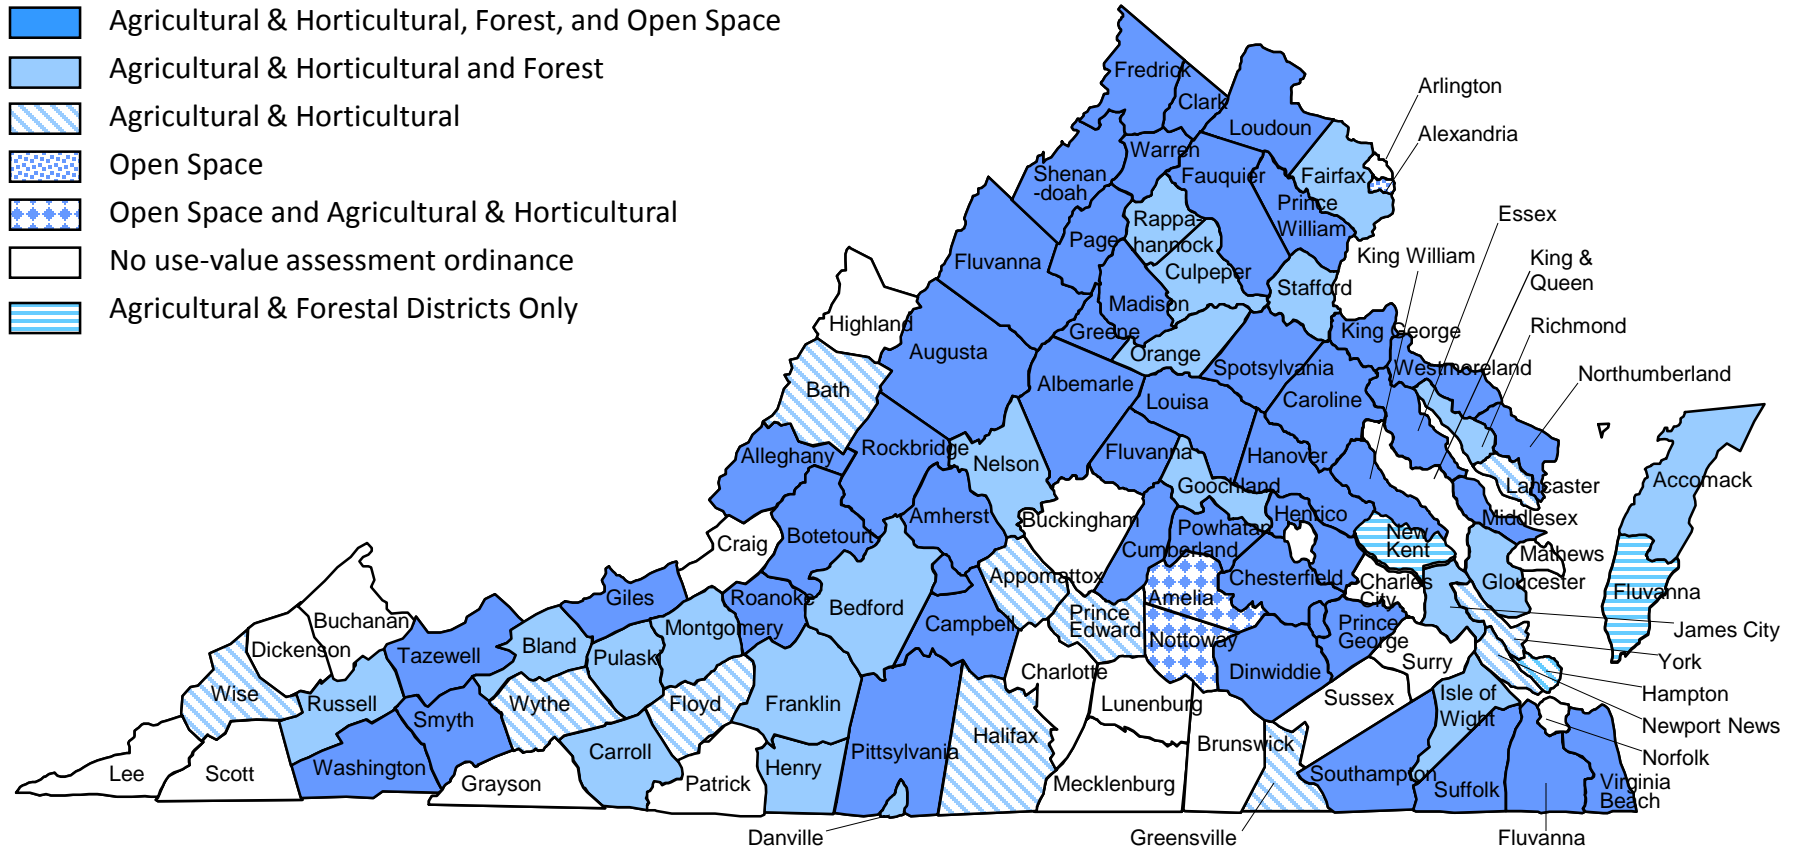 Agricultural & Horticultural, Forest, and Open Space
Agricultural & Horticultural and Forest
Agricultural & Horticultural
Open Space
Open Space and Agricultural & Horticultural
No use-value assessment ordinance
Agricultural & Forestal Districts Only
Fredrick
Clark
Loudoun
Arlington
Alexandria
Warren
Shenan
-doah
Fauquier
Fairfax
Prince
William
Rappa-
hannock
Page
Essex
King William
King &
Queen
Fluvanna
Culpeper
Stafford
Madison
Highland
Greene
King George
Richmond
Augusta
Orange
Spotsylvania
Westmoreland
Northumberland
Bath
Albemarle
Louisa
Caroline
Alleghany
Rockbridge
Nelson
Fluvanna
Hanover
Goochland
Lancaster
Accomack
Craig
Botetourt
Amherst
Buckingham
Powhatan
Henrico
New
Kent
Middlesex
Mathews
Cumberland
Appomattox
Chesterfield
Charles
City
Gloucester
Fluvanna
Buchanan
Giles
Roanoke
Bedford
Prince
Edward
Amelia
Dickenson
Tazewell
Bland
Pulaski
Montgomery
Campbell
Nottoway
Prince
George
James City
Wise
Russell
Charlotte
Dinwiddie
Surry
York
Smyth
Wythe
Floyd
Franklin
Lunenburg
Sussex
Isle of
Wight
Hampton
Newport News
Carroll
Pittsylvania
Halifax
Brunswick
Norfolk
Lee
Scott
Washington
Grayson
Patrick
Henry
Mecklenburg
Southampton
Suffolk
Virginia
Beach
Danville
Greensville
Fluvanna